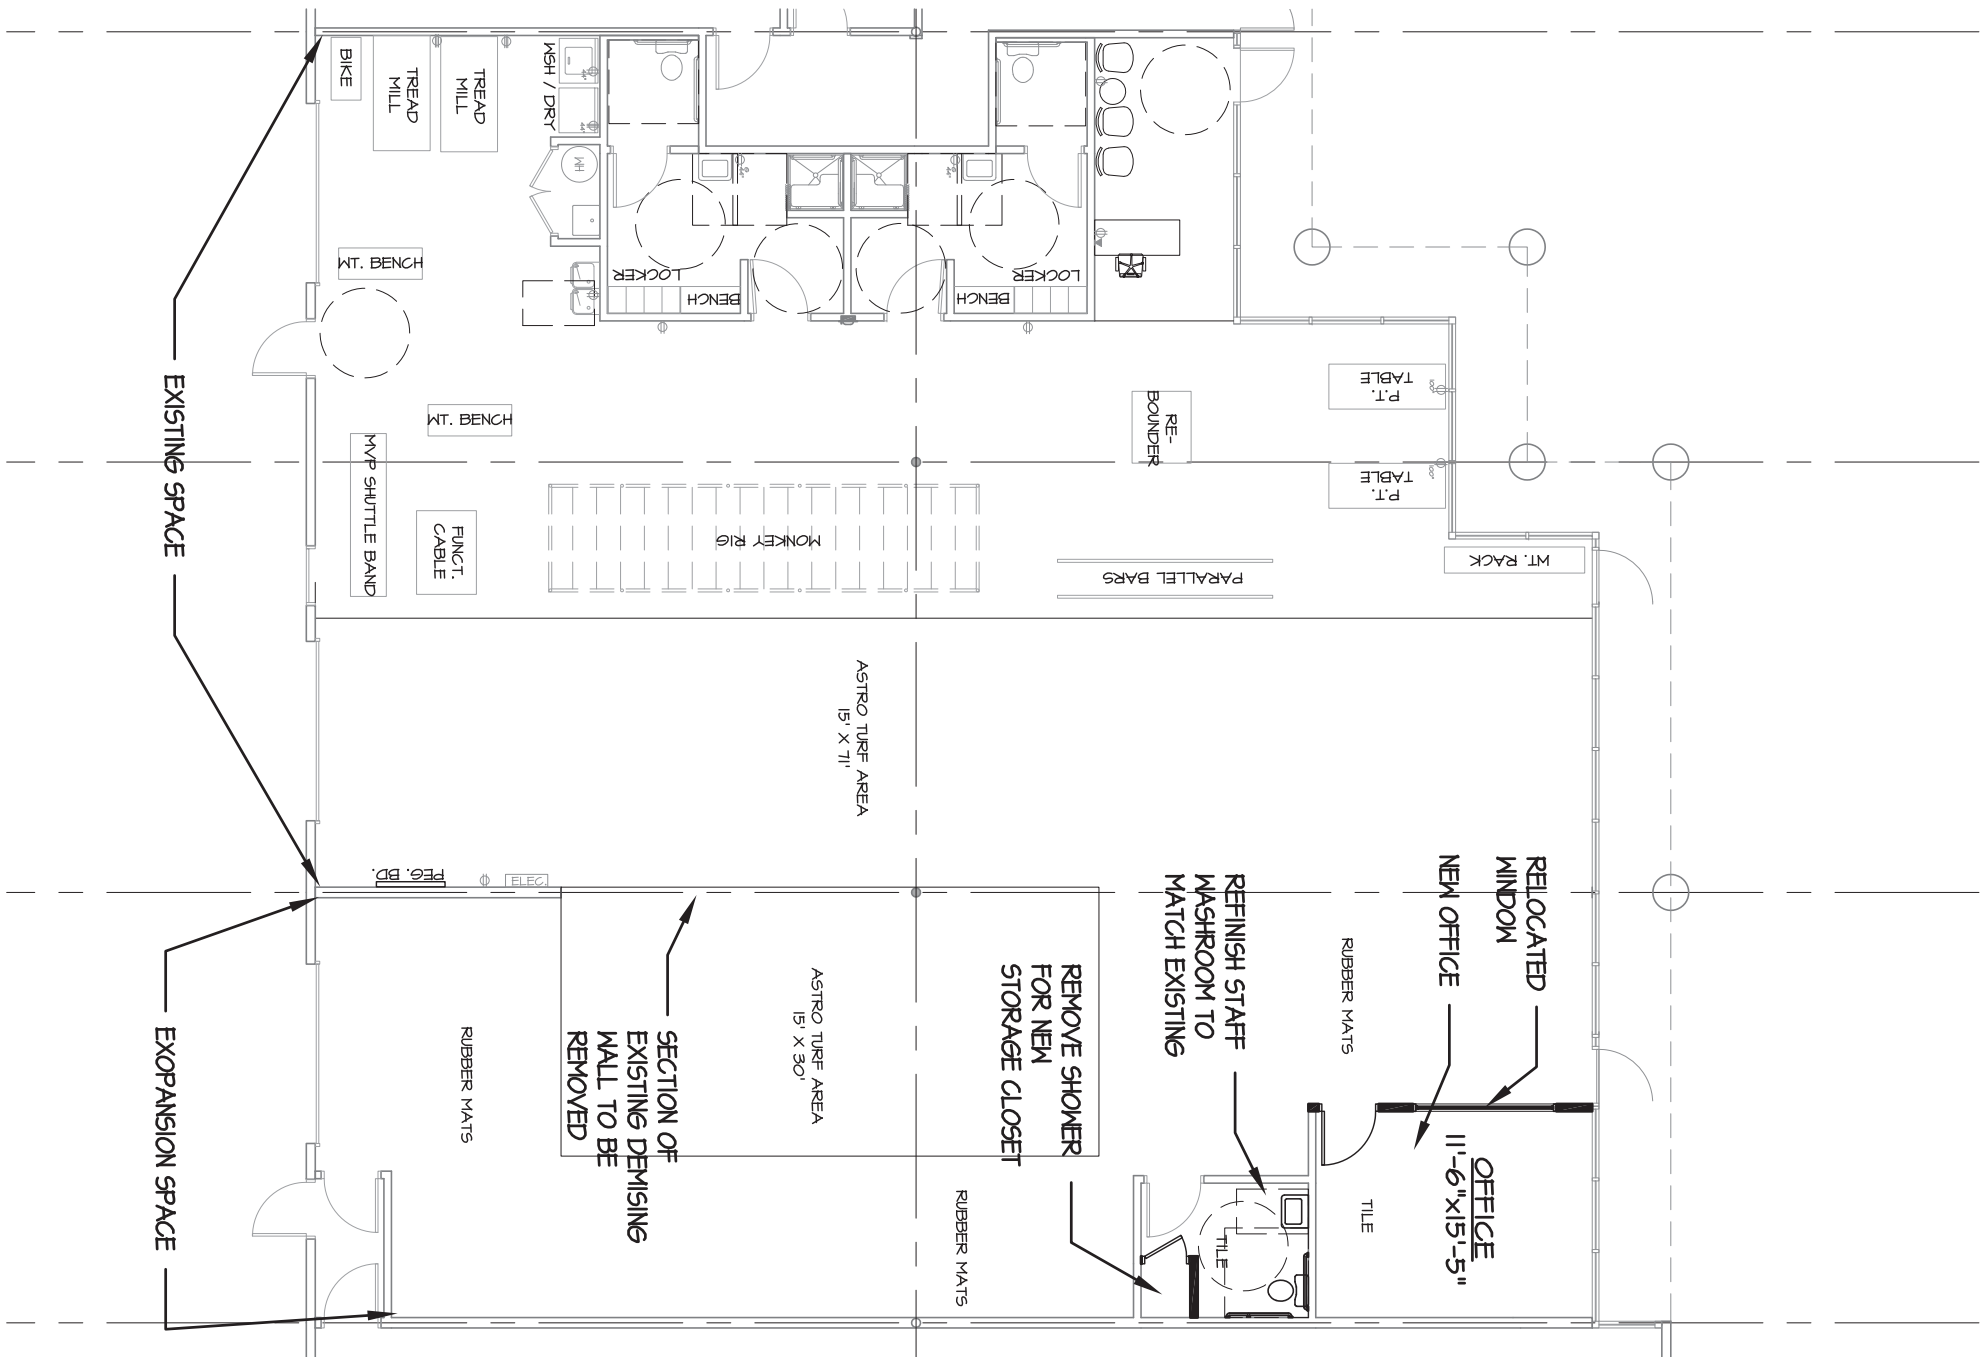 BIKE
TREAD
MILL
TREAD
MILL
WSH / DRY
44"
44"
WH
44"
44"
WT. BENCH
LOCKER
BENCH
LOCKER
BENCH
EXISTING SPACE
WT. BENCH
MVP SHUTTLE BAND
FUNCT.
CABLE
MONKEY RIG
RE-
BOUNDER
P.T.
TABLE
P.T.
TABLE
PARALLEL BARS
WT. RACK
ASTRO TURF AREA
15' X 71'
PEG. BD.
ELEC.
RELOCATED
WINDOW
NEW OFFICE
REFINISH STAFF
WASHROOM TO
MATCH EXISTING
RUBBER MATS
REMOVE SHOWER
FOR NEW
STORAGE CLOSET
ASTRO TURF AREA
15' X 30'
SECTION OF
EXISTING DEMISING
WALL TO BE
REMOVED
RUBBER MATS
EXOPANSION SPACE
RUBBER MATS
TILE
TILE
OFFICE
11'-6"x15'-5"